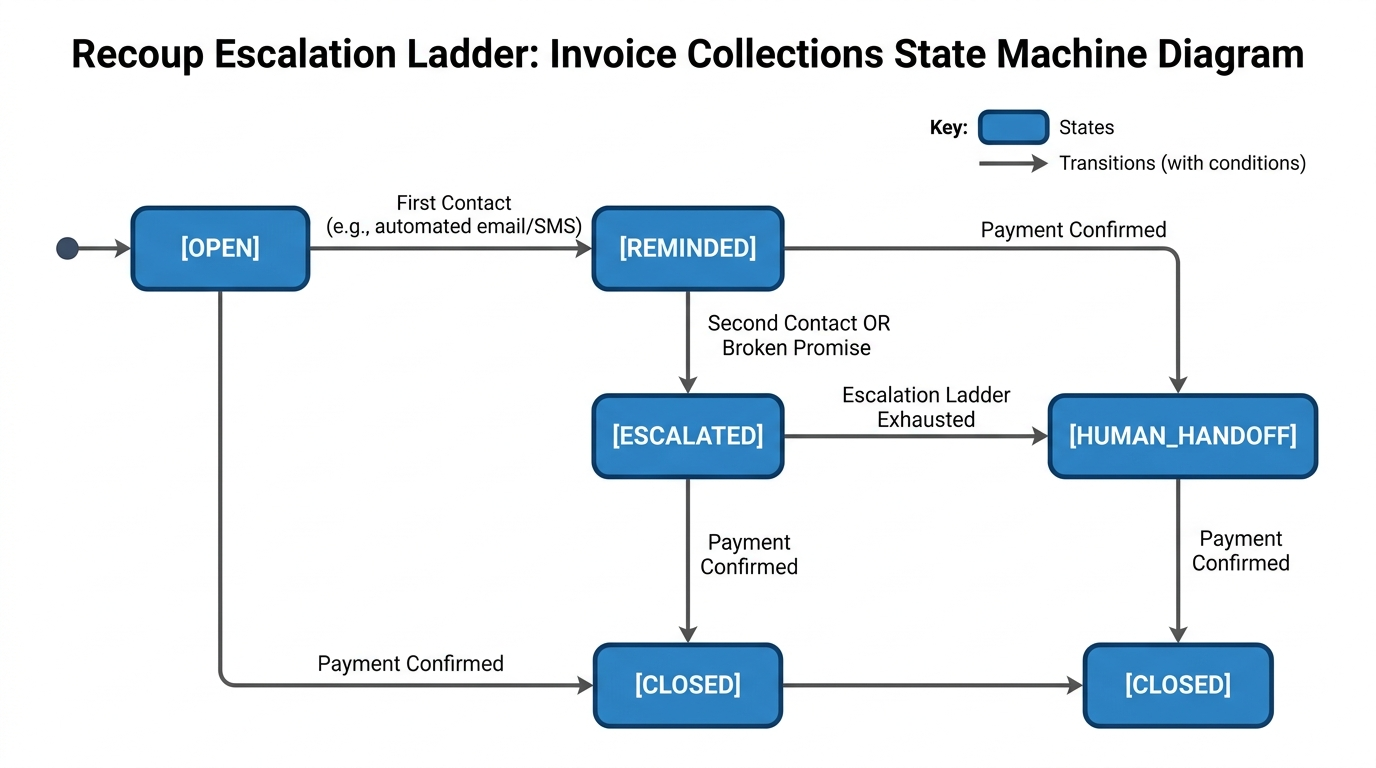 Recoup Escalation Ladder: Invoice Collections State Machine Diagram
Key:
States
Transitions (with conditions)
First Contact
(e.g., automated email/SMS)
[OPEN]
[REMINDED]
Payment Confirmed
Second Contact OR
Broken Promise
Escalation Ladder
Exhausted
[ESCALATED]
[HUMAN_HANDOFF]
Payment
Confirmed
Payment
Confirmed
Payment Confirmed
[CLOSED]
[CLOSED]